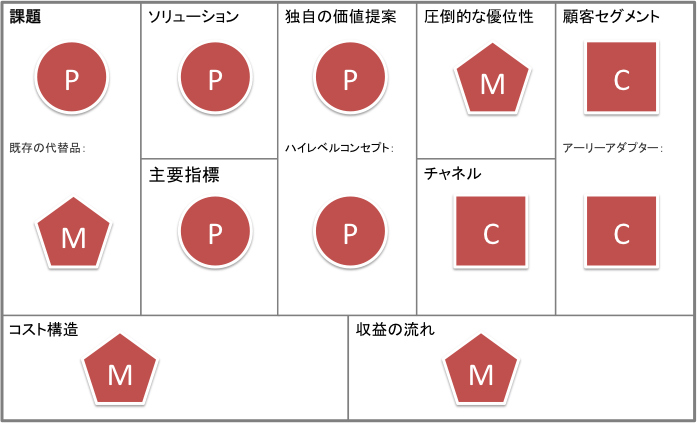 課題
P
既存の代替品:
M
ソリューション
P
主要指標
P
独自の価値提案
P
ハイレベルコンセプト:
P
圧倒的な優位性
M
チャネル
C
顧客セグメント
C
アーリーアダプター:
C
コスト構造
M
収益の流れ
M